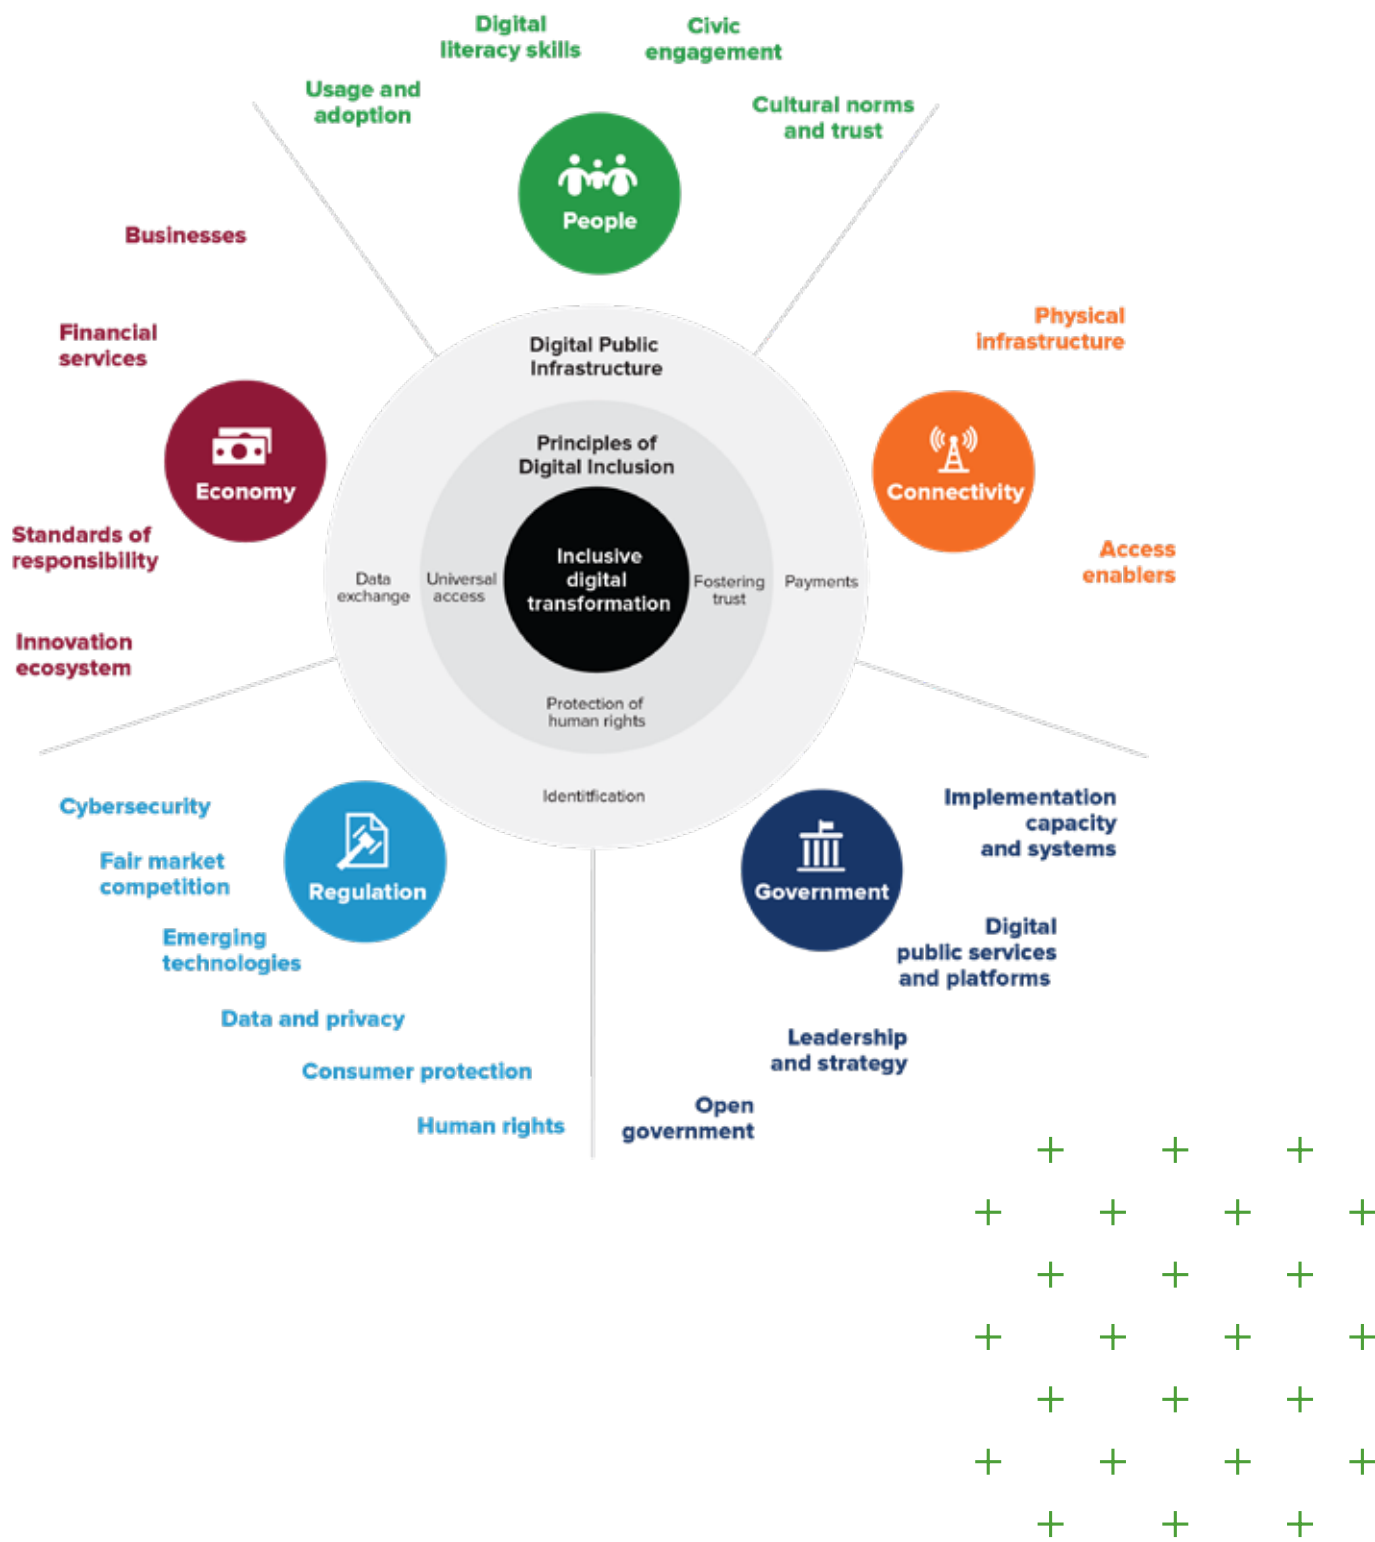 Digital
literacy skills
Civic
engagement
Usage and
adoption
Cultural norms
and trust
People
Businesses
Financial
services
Economy
Standards of
responsibility
Innovation
ecosystem
Physical
infrastructure
Connectivity
Access
enablers
Digital Public
Infrastructure
Principles of
Digital Inclusion
Inclusive
digital
transformation
Data
exchange
Universal
access
Fostering
trust
Payments
Protection of
human rights
Identitfication
Cybersecurity
Fair market
competition
Regulation
Emerging
technologies
Data and privacy
Consumer protection
Human rights
Government
Implementation
capacity
and systems
Digital
public services
and platforms
Leadership
and strategy
Open
government